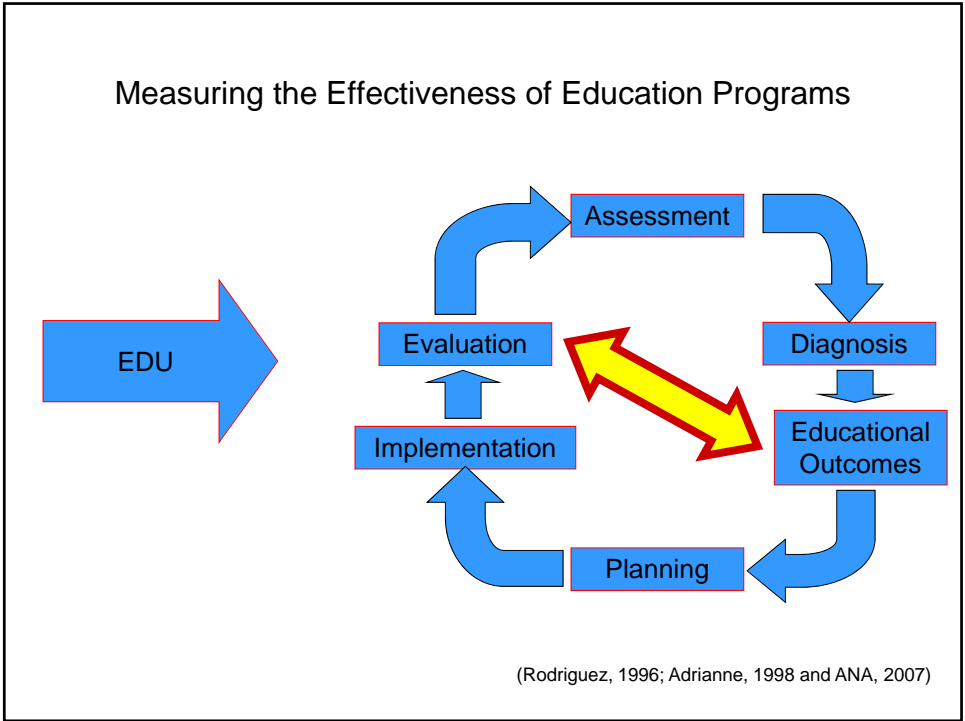 Measuring the Effectiveness of Education Programs
Assessment
EDU
Evaluation
Diagnosis
Implementation
Educational
Outcomes
Planning
(Rodriguez, 1996; Adrianne, 1998 and ANA, 2007)